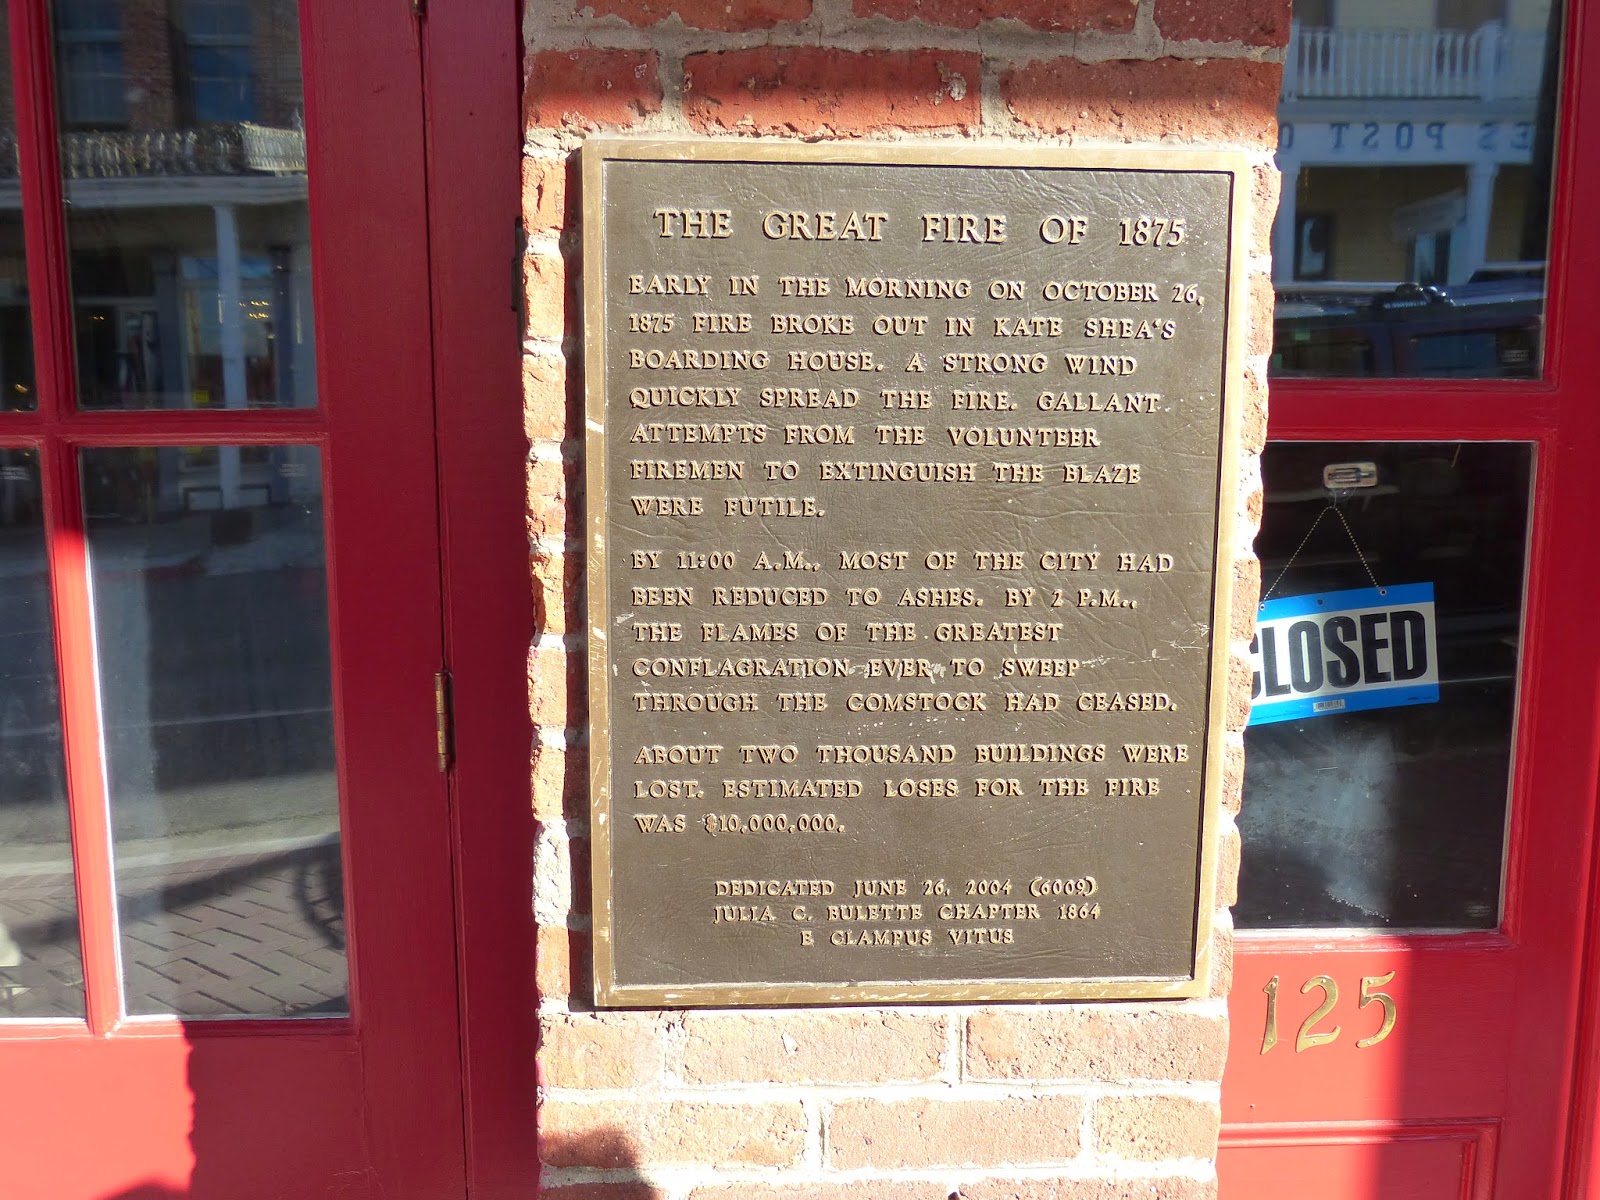 THE GREAT FIRE OF 1875
EARLY IN THE MORNING ON OCTOBER 26,
1875 FIRE BROKE OUT IN KATE SHEA'S
BOARDING HOUSE. A STRONG WIND
QUICKLY SPREAD THE FIRE. GALLANT
ATTEMPTS FROM THE VOLUNTEER
FIREMEN TO EXTINGUISH THE BLAZE
WERE FUTILE.
BY 11:00 A.M., MOST OF THE CITY HAD
BEEN REDUCED TO ASHES. BY 2 P.M.,
THE FLAMES OF THE GREATEST
CONFLAGRATION EVER TO SWEEP
THROUGH THE COMSTOCK HAD CEASED.
ABOUT TWO THOUSAND BUILDINGS WERE
LOST. ESTIMATED LOSES FOR THE FIRE
WAS $10,000,000.
DEDICATED JUNE 26, 2004 (6009)
JULIA C. BULETTE CHAPTER 1864
E CLAMPUS VITUS
CLOSED
125
POST